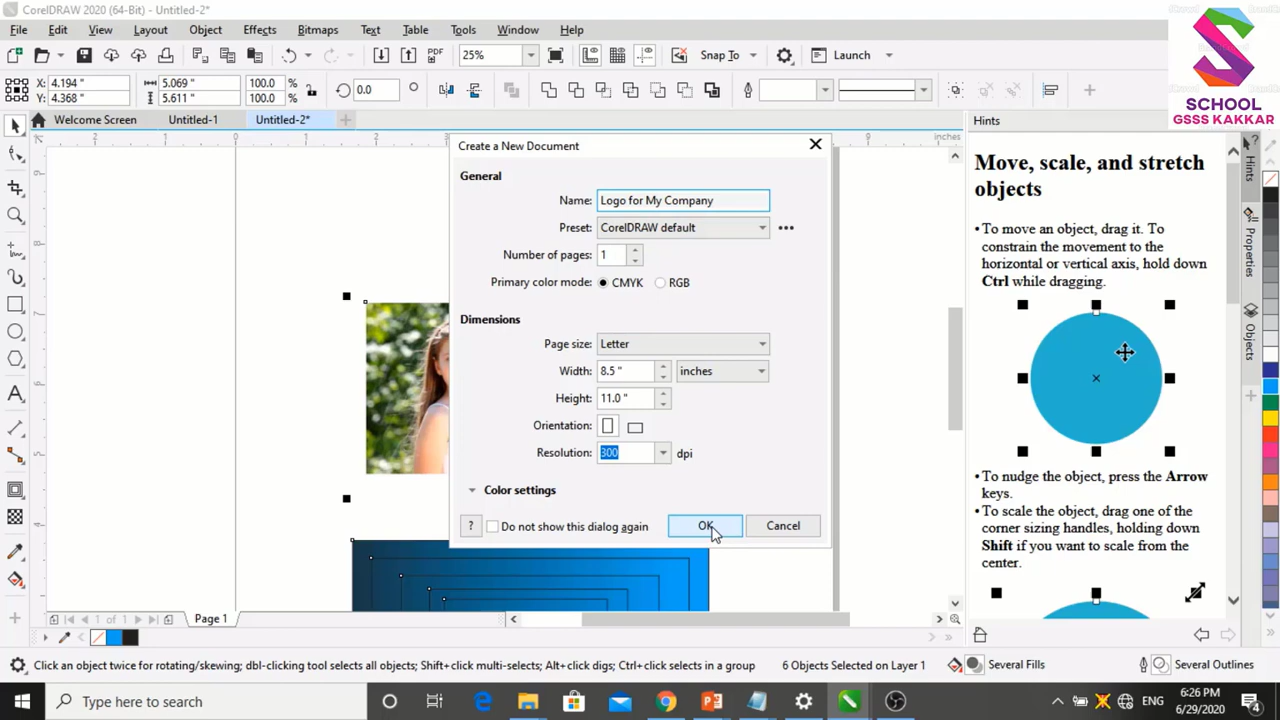 CorelDRAW 2020 (64-Bit) - Untitled-2*
File Edit View Layout Object Effects Bitmaps Text Table Tools Window Help
PDF 25% Snap To Launch
X: 4.194 " 5.069 " 100.0 % 0.0
Y: 4.368 " 5.611 " 100.0 %
SCHOOL
GSSS KAKKAR
Welcome Screen Untitled-1 Untitled-2*
inches
Create a New Document
General
Name: Logo for My Company
Preset: CorelDRAW default
Number of pages: 1
Primary color mode: CMYK RGB
Dimensions
Page size: Letter
Width: 8.5 " inches
Height: 11.0 "
Orientation:
Resolution: 300 dpi
Color settings
? Do not show this dialog again OK Cancel
Hints
Move, scale, and stretch
objects
• To move an object, drag it. To
constrain the movement to the
horizontal or vertical axis, hold down
Ctrl while dragging.
• To nudge the object, press the Arrow
keys.
• To scale the object, drag one of the
corner sizing handles, holding down
Shift if you want to scale from the
center.
Hints
Properties
Objects
1 of 1 Page 1
Click an object twice for rotating/skewing; dbl-clicking tool selects all objects; Shift+click multi-selects; Alt+click digs; Ctrl+click selects in a group 6 Objects Selected on Layer 1 Several Fills Several Outlines
Type here to search ENG 6:26 PM
6/29/2020 4